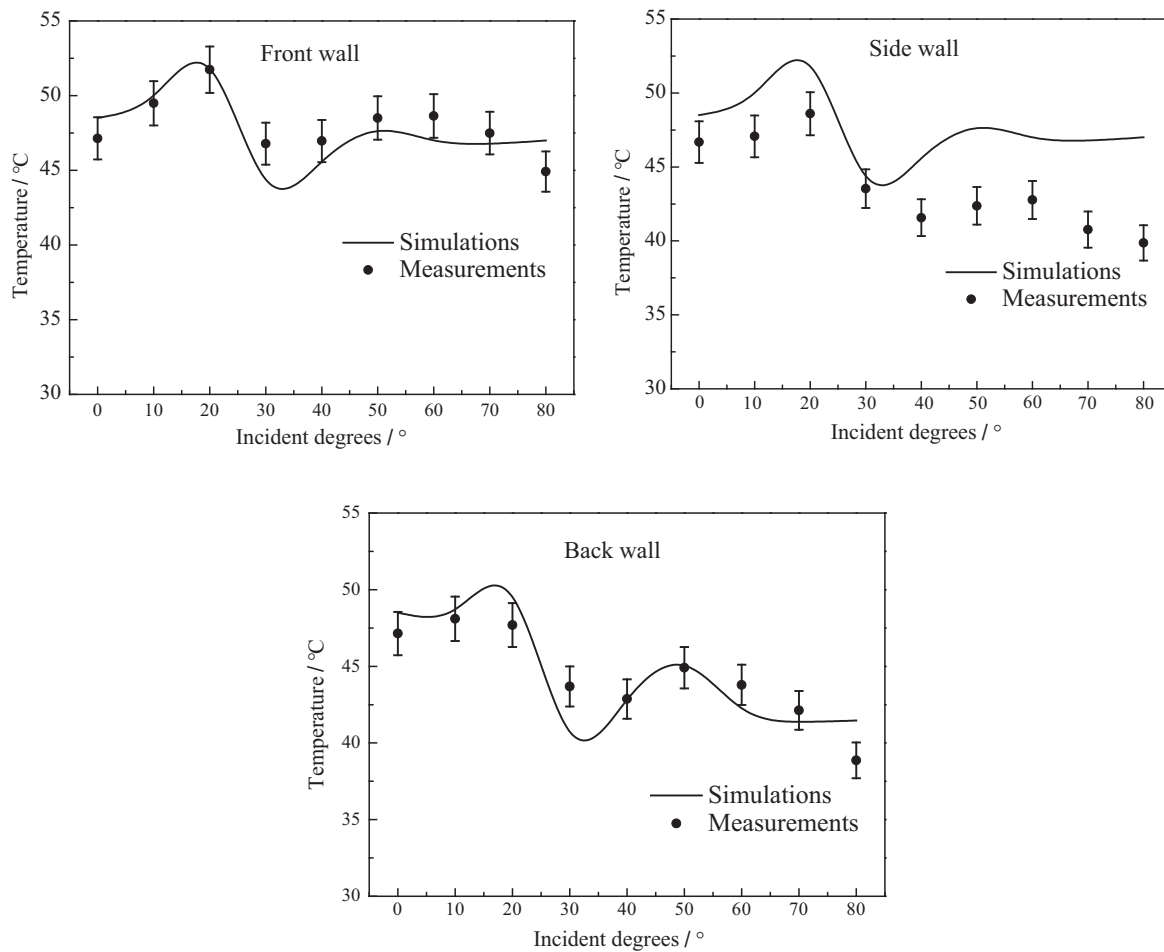 Front wall
Temperature / °C
55
50
45
40
35
30
Simulations
Measurements
0 10 20 30 40 50 60 70 80
Incident degrees / °
Side wall
Temperature / °C
55
50
45
40
35
30
Simulations
Measurements
0 10 20 30 40 50 60 70 80
Incident degrees / °
Back wall
Temperature / °C
55
50
45
40
35
30
Simulations
Measurements
0 10 20 30 40 50 60 70 80
Incident degrees / °